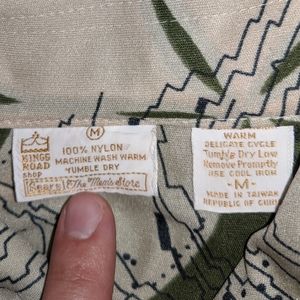 KINGS
ROAD
SHOP
M
100% NYLON
MACHINE WASH WARM
TUMBLE DRY
Sears The Men's Store
WARM
DELICATE CYCLE
Tumble Dry Low
Remove Promptly
USE COOL IRON
-M-
MADE IN TAIWAN
REPUBLIC OF CHINA